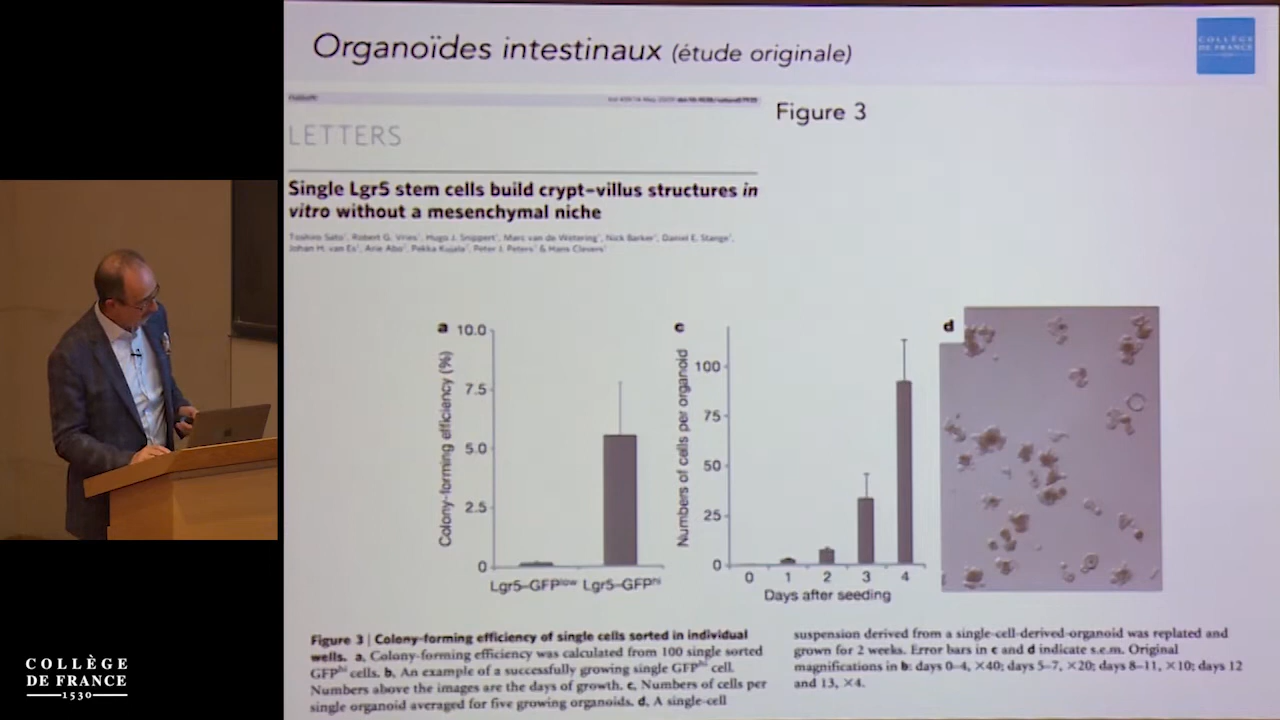 Organoïdes intestinaux (étude originale)
COLLÈGE
DE FRANCE
Figure 3
LETTERS
Single Lgr5 stem cells build crypt–villus structures in
vitro without a mesenchymal niche
Toshiro Sato, Robert G. Vries, Hugo J. Snippert, Marc van de Wetering, Nick Barker, Daniel E. Stange,
Johan H. van Es, Arie Abo, Pekka Kujala, Peter J. Peters & Hans Clevers
a
10.0
7.5
5.0
2.5
0
Colony-forming efficiency (%)
Lgr5–GFPlow Lgr5–GFPhi
c
100
75
50
25
0
Numbers of cells per organoid
0 1 2 3 4
Days after seeding
d
Figure 3 | Colony-forming efficiency of single cells sorted in individual
wells. a, Colony-forming efficiency was calculated from 100 single sorted
GFPhi cells. b, An example of a successfully growing single GFPhi cell.
Numbers above the images are the days of growth. c, Numbers of cells per
single organoid averaged for five growing organoids. d, A single-cell
suspension derived from a single-cell-derived-organoid was replated and
grown for 2 weeks. Error bars in c and d indicate s.e.m. Original
magnifications in b: days 0–4, ×40; days 5–7, ×20; days 8–11, ×10; days 12
and 13, ×4.
COLLÈGE
DE FRANCE
1530